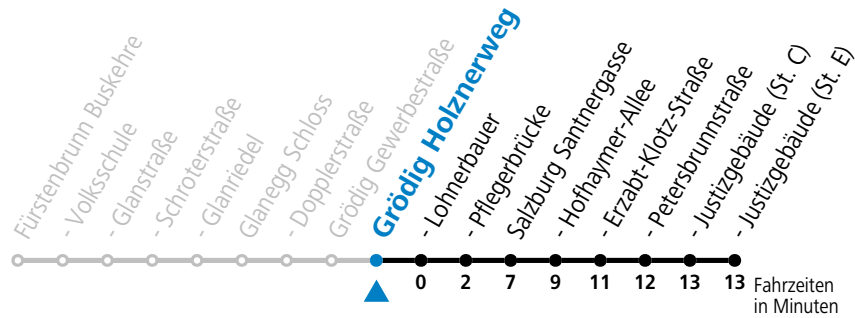 Fürstenbrunn Buskehre
- Volksschule
- Glanstraße
- Schroterstraße
- Glanriedel
Glanegg Schloss
- Dopplerstraße
Grödig Gewerbestraße
Grödig Holznerweg
- Lohnerbauer
- Pflegerbrücke
Salzburg Santnergasse
- Hofhaymer-Allee
- Erzabt-Klotz-Straße
- Petersbrunnstraße
- Justizgebäude (St. C)
- Justizgebäude (St. E)
0 2 7 9 11 12 13 13 Fahrzeiten
in Minuten